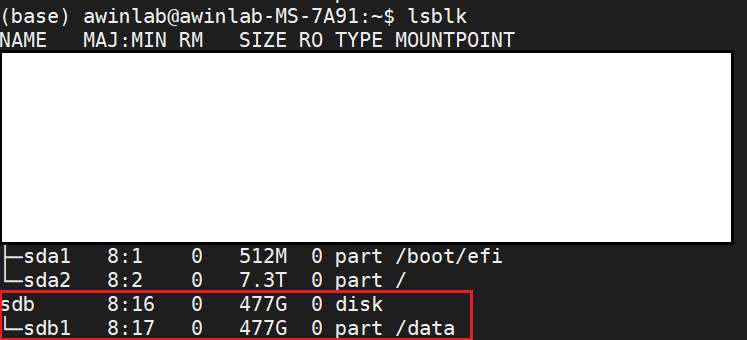 (base) awinlab@awinlab-MS-7A91:~$ lsblk
NAME   MAJ:MIN RM   SIZE RO TYPE MOUNTPOINT
├─sda1   8:1    0   512M  0 part /boot/efi
└─sda2   8:2    0   7.3T  0 part /
sdb      8:16   0   477G  0 disk
└─sdb1   8:17   0   477G  0 part /data